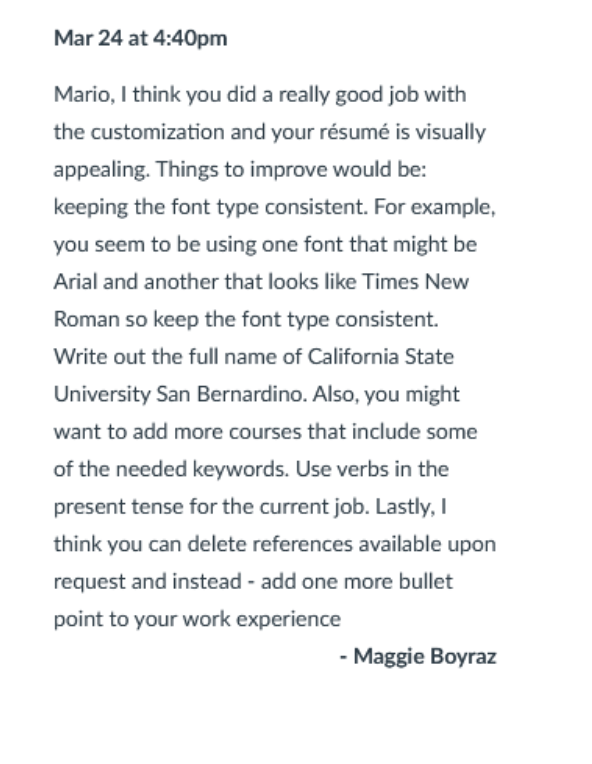 Mar 24 at 4:40pm
Mario, I think you did a really good job with
the customization and your résumé is visually
appealing. Things to improve would be:
keeping the font type consistent. For example,
you seem to be using one font that might be
Arial and another that looks like Times New
Roman so keep the font type consistent.
Write out the full name of California State
University San Bernardino. Also, you might
want to add more courses that include some
of the needed keywords. Use verbs in the
present tense for the current job. Lastly, I
think you can delete references available upon
request and instead - add one more bullet
point to your work experience
- Maggie Boyraz